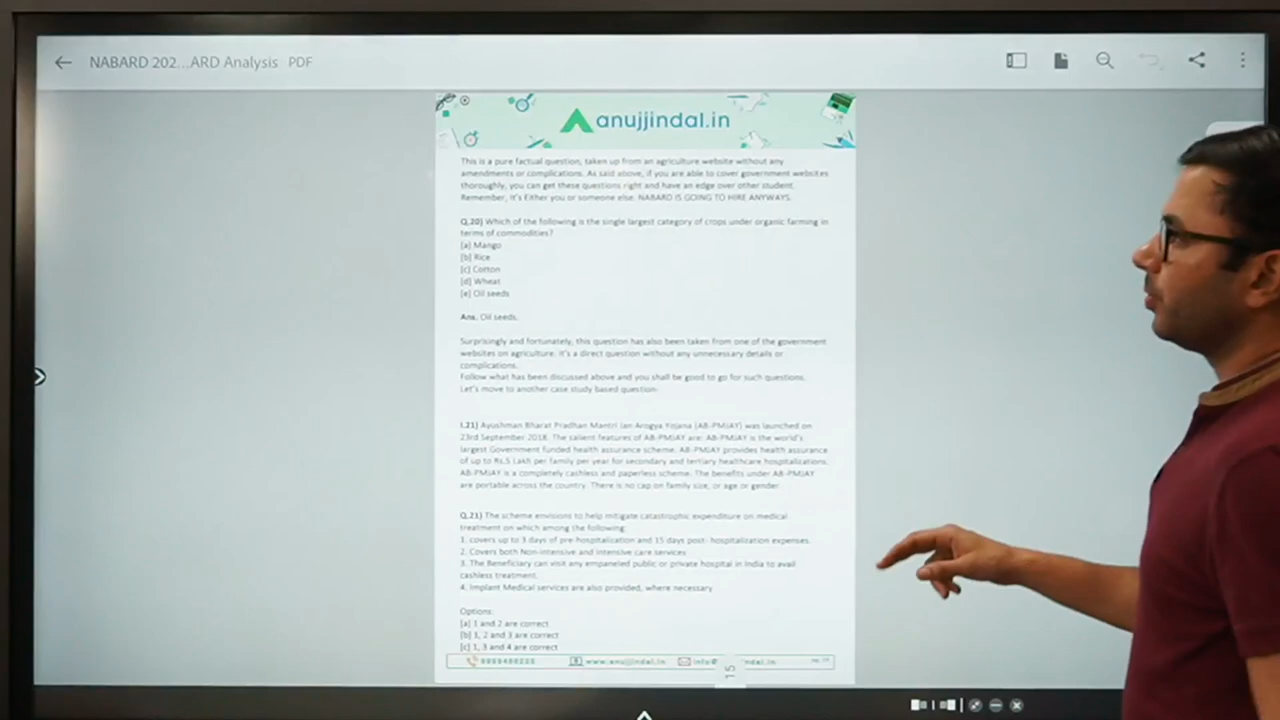 NABARD 202...ARD Analysis PDF
anujjindal.in
This is a pure factual question, taken up from an agriculture website without any
amendments or complications. As said above, if you are able to cover government websites
thoroughly, you can get these questions right and have an edge over other student.
Remember, It's Either you or someone else. NABARD IS GOING TO HIRE ANYWAYS.
Q.20) Which of the following is the single largest category of crops under organic farming in
terms of commodities?
[a] Mango
[b] Rice
[c] Cotton
[d] Wheat
[e] Oil seeds
Ans. Oil seeds.
Surprisingly and fortunately, this question has also been taken from one of the government
websites on agriculture. It's a direct question without any unnecessary details or
complications.
Follow what has been discussed above and you shall be good to go for such questions.
Let's move to another case study based question:
I.21) Ayushman Bharat Pradhan Mantri Jan Arogya Yojana (AB-PMJAY) was launched on
23rd September 2018. The salient features of AB-PMJAY are: AB-PMJAY is the world's
largest Government funded health assurance scheme. AB-PMJAY provides health assurance
of up to Rs.5 Lakh per family per year for secondary and tertiary healthcare hospitalizations.
AB-PMJAY is a completely cashless and paperless scheme. The benefits under AB-PMJAY
are portable across the country. There is no cap on family size, or age or gender.
Q.21) The scheme envisions to help mitigate catastrophic expenditure on medical
treatment on which among the following:
1. covers up to 3 days of pre-hospitalization and 15 days post- hospitalization expenses.
2. Covers both Non-intensive and intensive care services
3. The Beneficiary can visit any empaneled public or private hospital in India to avail
cashless treatment.
4. Implant Medical services are also provided, where necessary
Options:
[a] 1 and 2 are correct
[b] 1, 2 and 3 are correct
[c] 1, 3 and 4 are correct
www.anujjindal.in info@ ndal.in
15